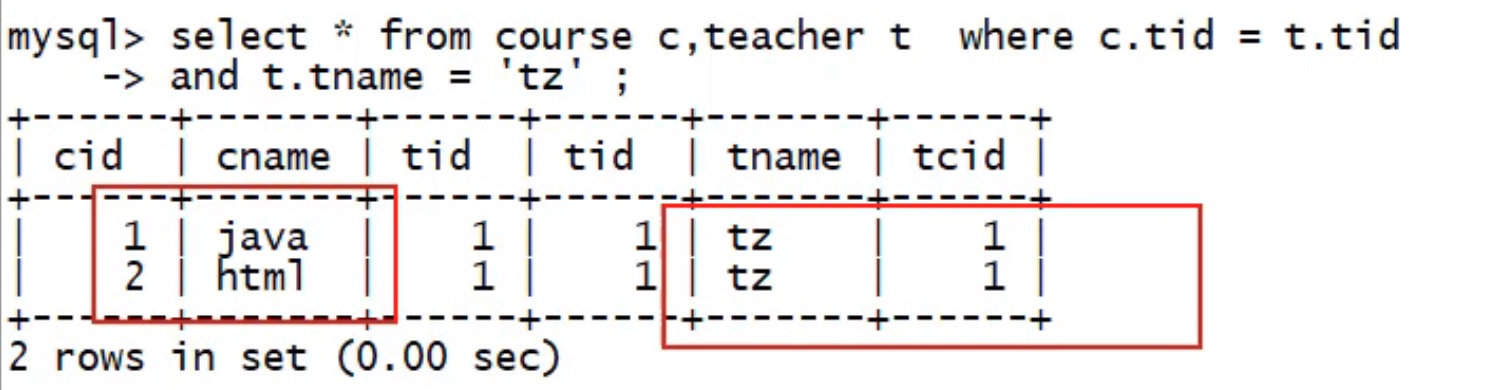 mysql> select * from course c,teacher t  where c.tid = t.tid
    -> and t.tname = 'tz' ;
+------+-------+------+------+-------+------+
| cid  | cname | tid  | tid  | tname | tcid |
+------+-------+------+------+-------+------+
|    1 | java  |    1 |    1 | tz    |    1 |
|    2 | html  |    1 |    1 | tz    |    1 |
+------+-------+------+------+-------+------+
2 rows in set (0.00 sec)